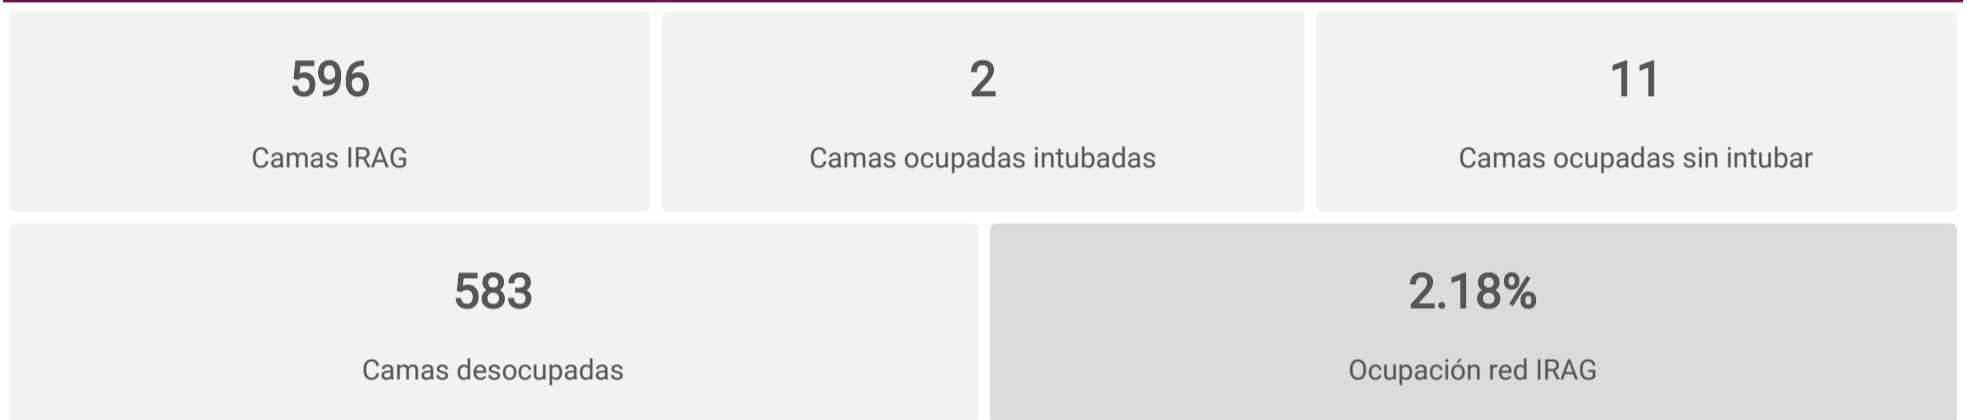 596
Camas IRAG
2
Camas ocupadas intubadas
11
Camas ocupadas sin intubar
583
Camas desocupadas
2.18%
Ocupación red IRAG